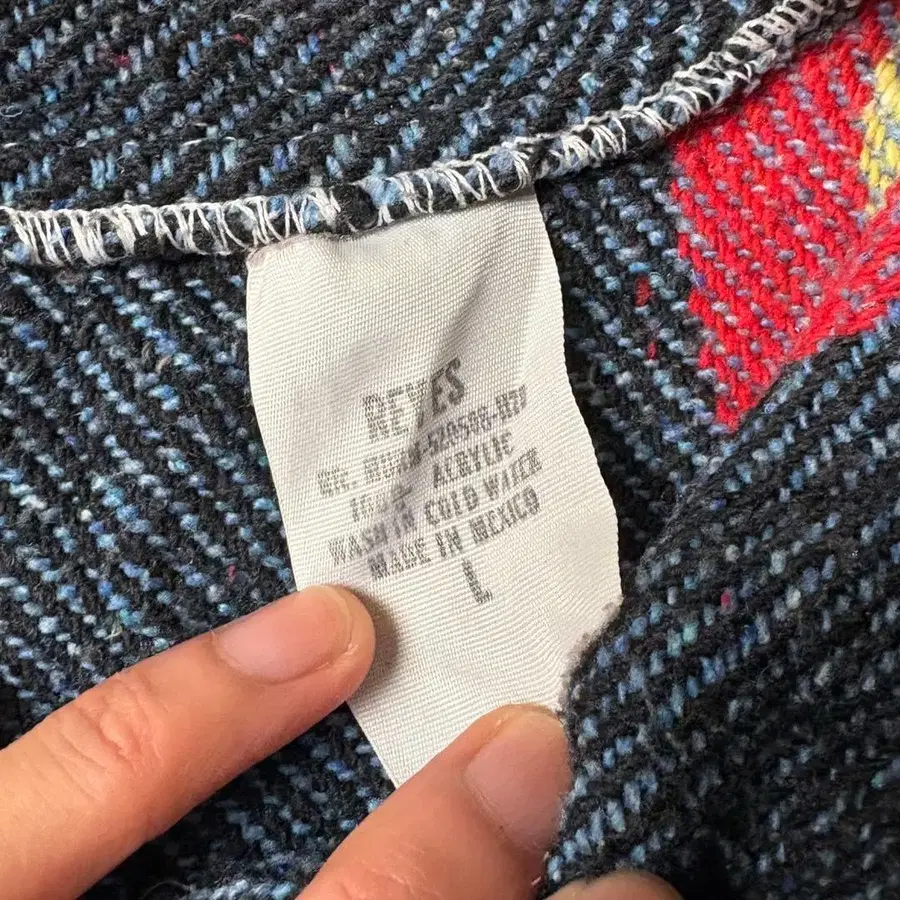 REYES
100% ACRYLIC
WASH IN COLD WATER
MADE IN MEXICO
L